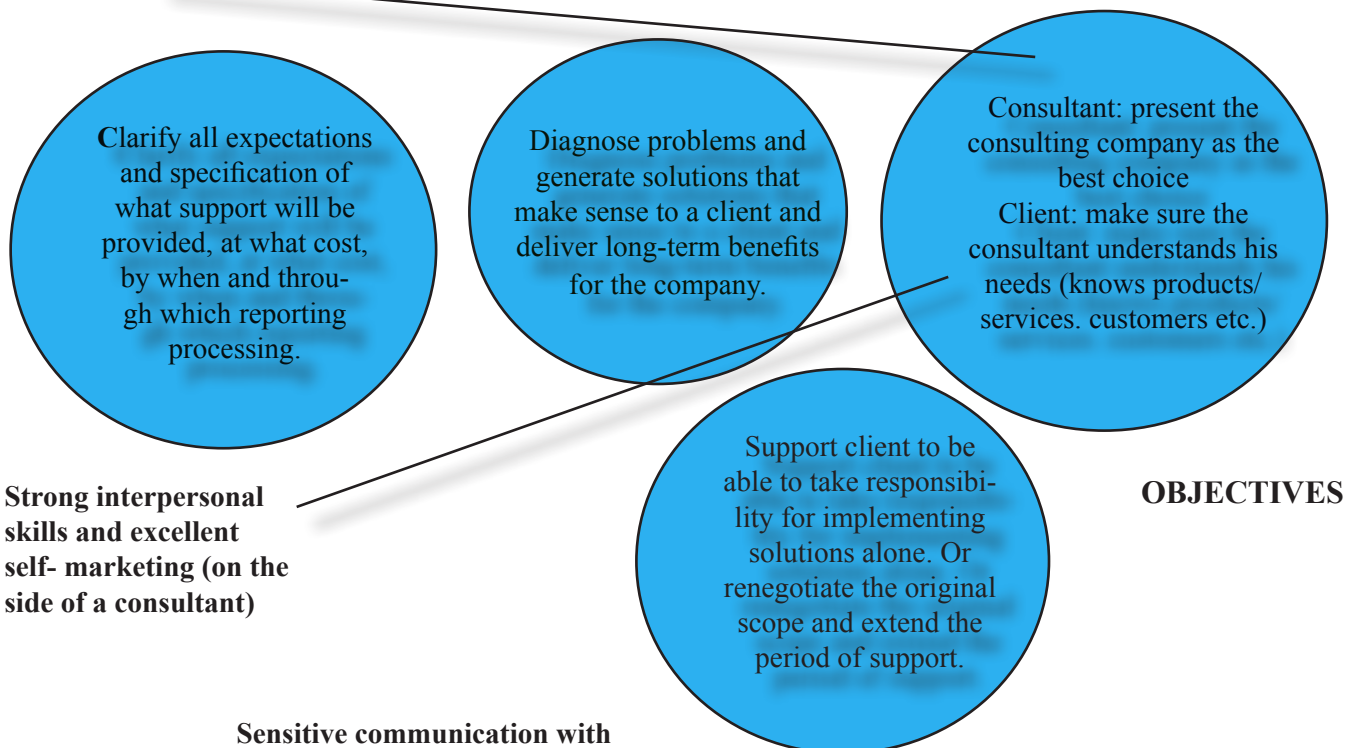 Clarify all expectations
and specification of
what support will be
provided, at what cost,
by when and throu-
gh which reporting
processing.
Diagnose problems and
generate solutions that
make sense to a client and
deliver long-term benefits
for the company.
Consultant: present the
consulting company as the
best choice
Client: make sure the
consultant understands his
needs (knows products/
services. customers etc.)
Support client to be
able to take responsibi-
lity for implementing
solutions alone. Or
renegotiate the original
scope and extend the
period of support.
OBJECTIVES
Strong interpersonal
skills and excellent
self- marketing (on the
side of a consultant)
Sensitive communication with